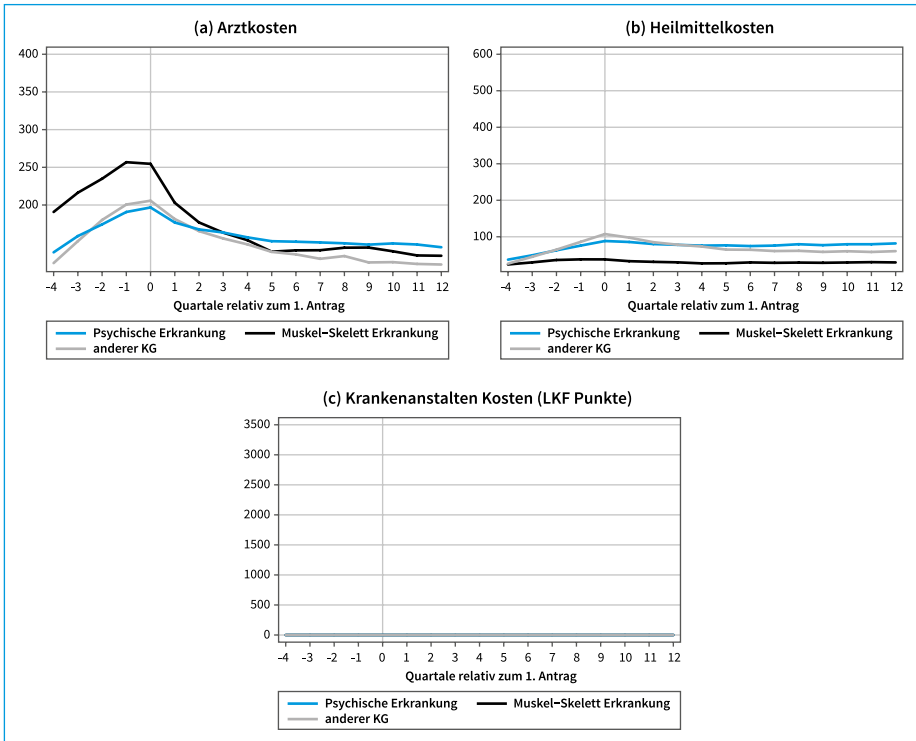 (a) Arztkosten
400
350
300
250
200
-4 -3 -2 -1 0 1 2 3 4 5 6 7 8 9 10 11 12
Quartale relativ zum 1. Antrag
Psychische Erkrankung Muskel-Skelett Erkrankung
anderer KG
(b) Heilmittelkosten
600
500
400
300
200
100
-4 -3 -2 -1 0 1 2 3 4 5 6 7 8 9 10 11 12
Quartale relativ zum 1. Antrag
Psychische Erkrankung Muskel-Skelett Erkrankung
anderer KG
(c) Krankenanstalten Kosten (LKF Punkte)
3500
3000
2500
2000
1500
1000
500
0
-4 -3 -2 -1 0 1 2 3 4 5 6 7 8 9 10 11 12
Quartale relativ zum 1. Antrag
Psychische Erkrankung Muskel-Skelett Erkrankung
anderer KG